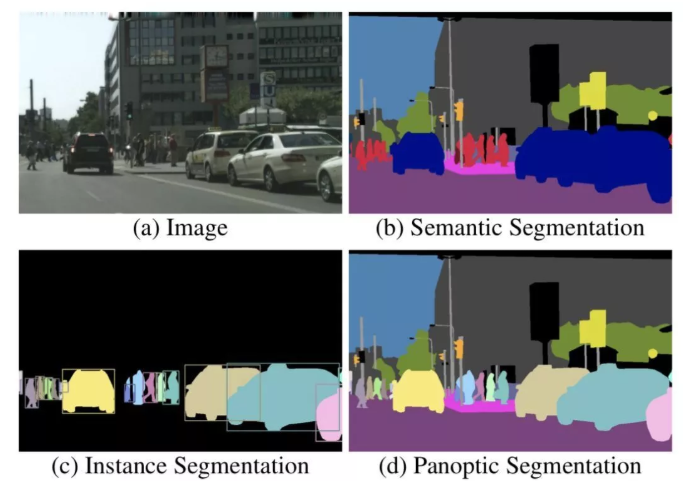 (a) Image
(b) Semantic Segmentation
(c) Instance Segmentation
(d) Panoptic Segmentation